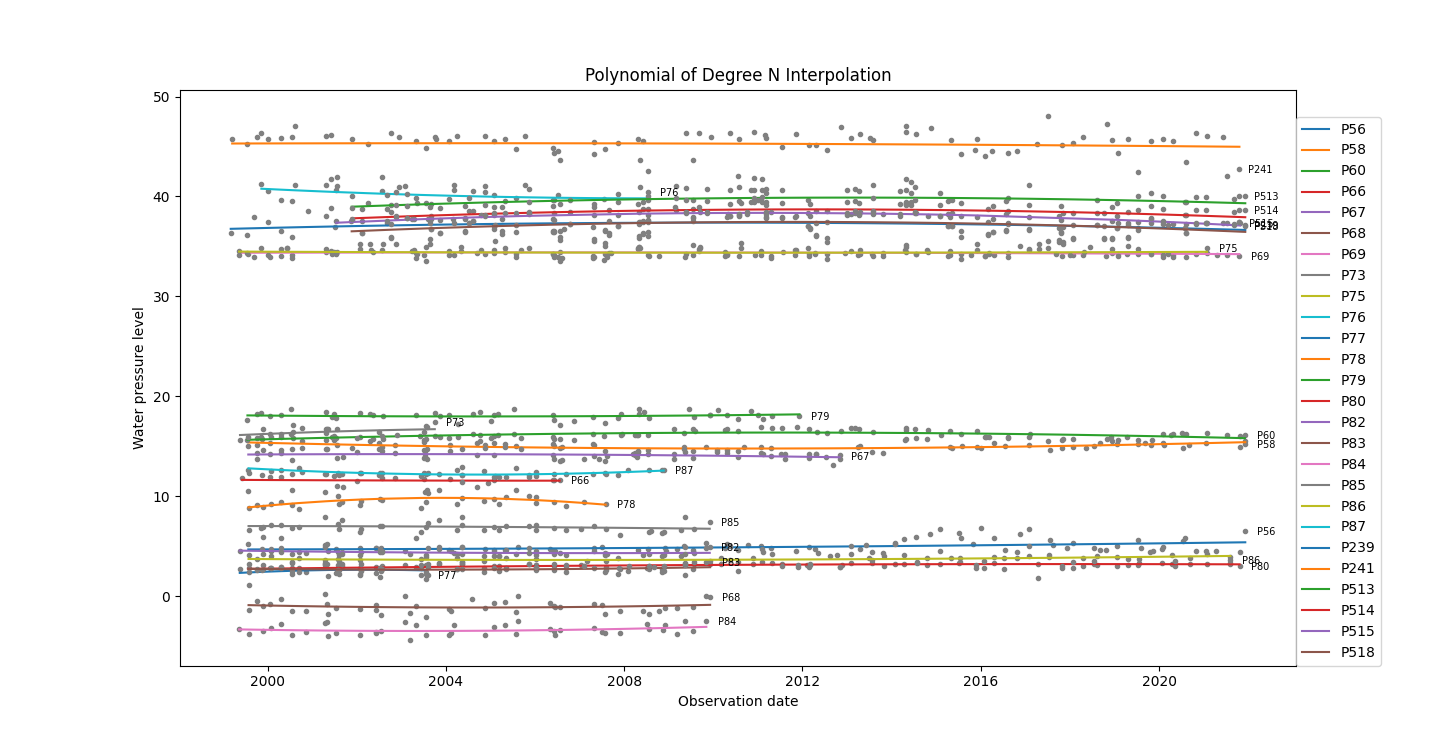 Polynomial of Degree N Interpolation
Water pressure level
50
40
30
20
10
0
2000
2004
2008
2012
2016
2020
Observation date
P241
P76
P513
P514
P75
P69
P79
P73
P60
P58
P67
P87
P66
P78
P85
P56
P82
P83
P86
P80
P77
P68
P84
P56
P58
P60
P66
P67
P68
P69
P73
P75
P76
P77
P78
P79
P80
P82
P83
P84
P85
P86
P87
P239
P241
P513
P514
P515
P518